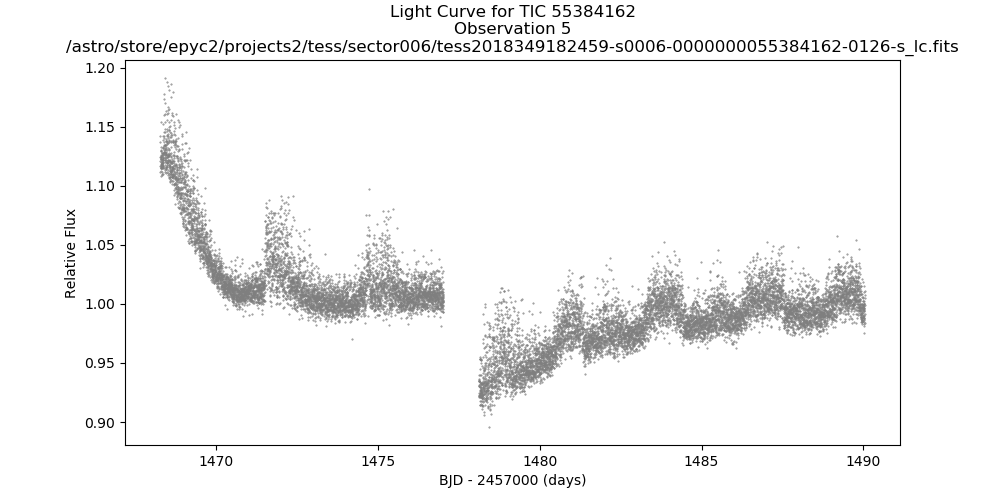 Light Curve for TIC 55384162
Observation 5
/astro/store/epyc2/projects2/tess/sector006/tess2018349182459-s0006-0000000055384162-0126-s_lc.fits
1.20
1.15
1.10
1.05
1.00
0.95
0.90
Relative Flux
1470
1475
1480
1485
1490
BJD - 2457000 (days)